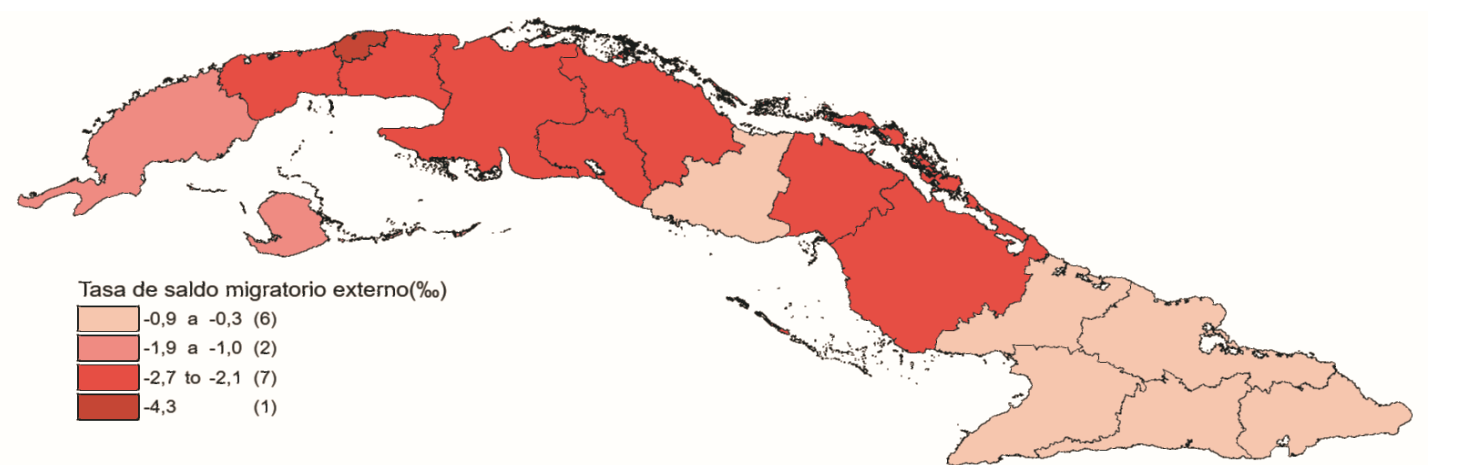 Tasa de saldo migratorio externo(‰)
-0,9 a -0,3 (6)
-1,9 a -1,0 (2)
-2,7 to -2,1 (7)
-4,3 (1)